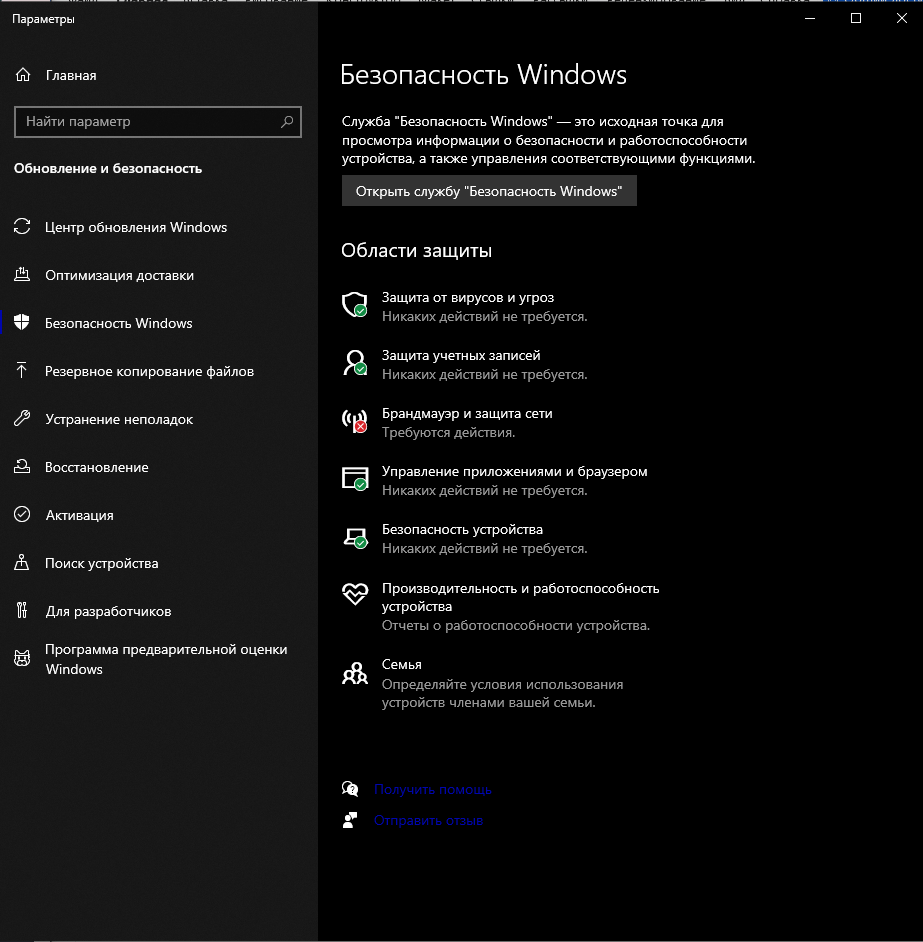 Параметры
Главная
Найти параметр
Обновление и безопасность
Центр обновления Windows
Оптимизация доставки
Безопасность Windows
Резервное копирование файлов
Устранение неполадок
Восстановление
Активация
Поиск устройства
Для разработчиков
Программа предварительной оценки
Windows
Безопасность Windows
Служба "Безопасность Windows" — это исходная точка для
просмотра информации о безопасности и работоспособности
устройства, а также управления соответствующими функциями.
Открыть службу "Безопасность Windows"
Области защиты
Защита от вирусов и угроз
Никаких действий не требуется.
Защита учетных записей
Никаких действий не требуется.
Брандмауэр и защита сети
Требуются действия.
Управление приложениями и браузером
Никаких действий не требуется.
Безопасность устройства
Никаких действий не требуется.
Производительность и работоспособность
устройства
Отчеты о работоспособности устройства.
Семья
Определяйте условия использования
устройств членами вашей семьи.
Получить помощь
Отправить отзыв